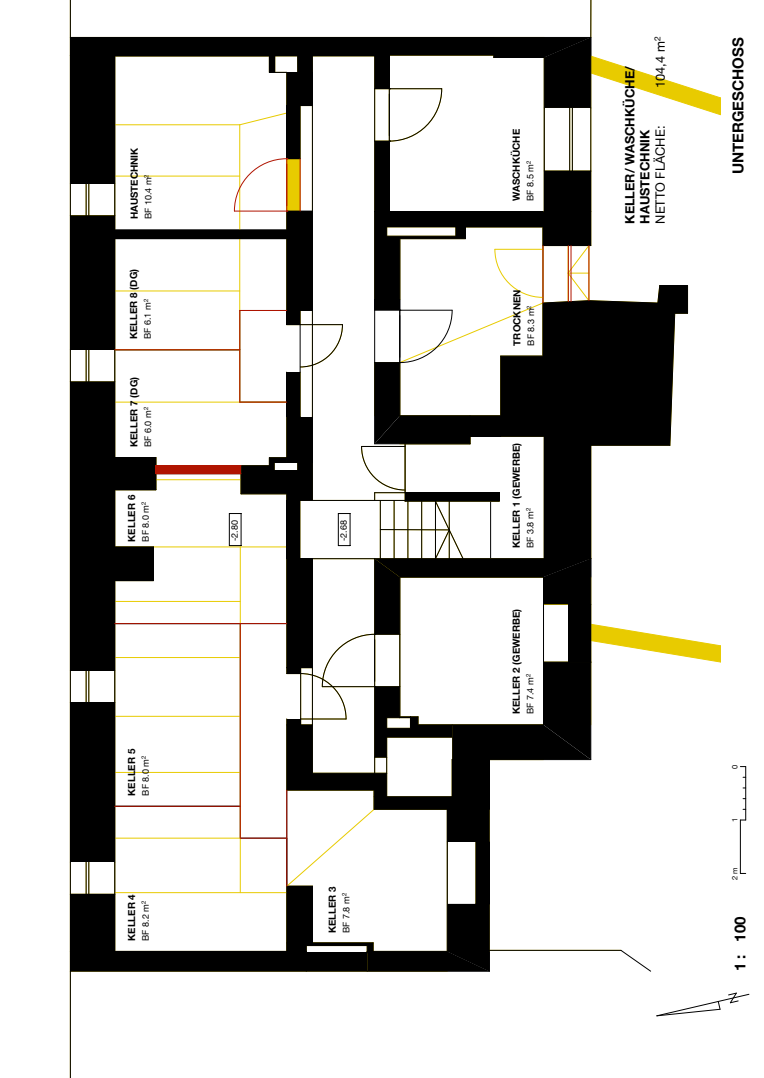 UNTERGESCHOSS
KELLER/ WASCHKÜCHE/
HAUSTECHNIK
NETTO FLÄCHE: 104,4 m²
HAUSTECHNIK
BF 10.4 m²
KELLER 8 (DG)
BF 6.1 m²
KELLER 7 (DG)
BF 6.0 m²
KELLER 6
BF 8.0 m²
KELLER 5
BF 8.0 m²
KELLER 4
BF 8.2 m²
KELLER 3
BF 7.8 m²
-2.80
-2.68
WASCHKÜCHE
BF 8.5 m²
TROCKNEN
BF 8.3 m²
KELLER 1 (GEWERBE)
BF 3.8 m²
KELLER 2 (GEWERBE)
BF 7.4 m²
2 m 1 0
1 : 100
N